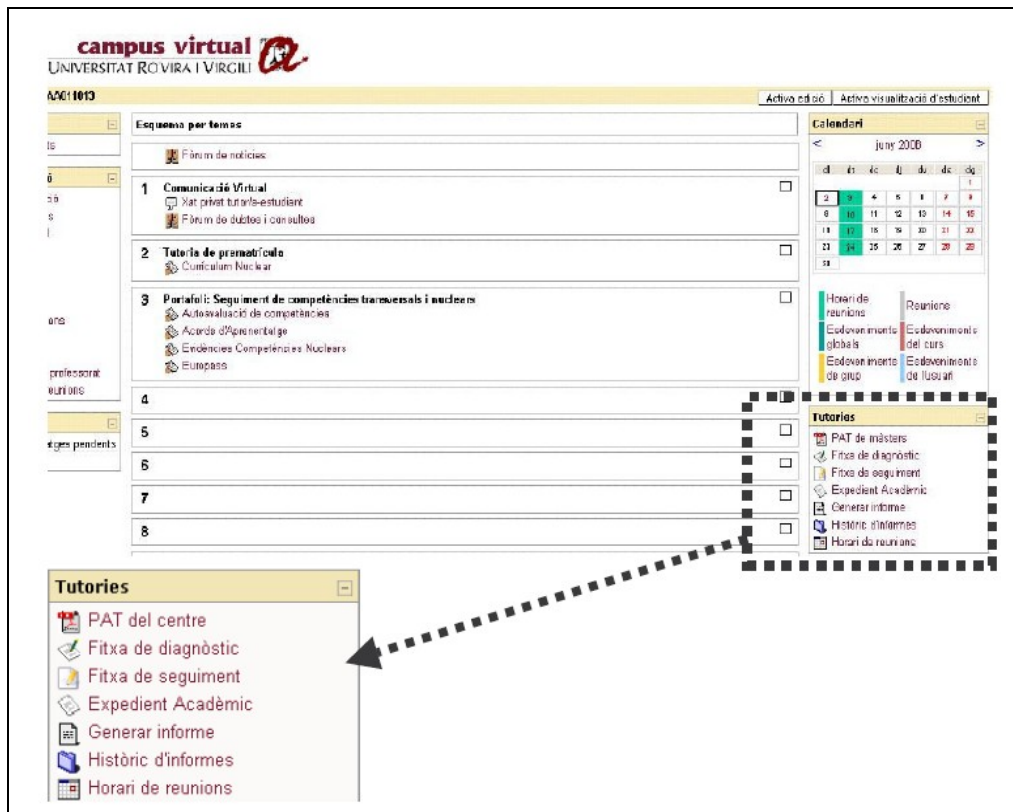 campus virtual
UNIVERSITAT ROVIRA I VIRGILI
Activa edició Activa visualització d'estudiant
Esquema per temes
Fòrum de notícies
1 Comunicació Virtual
Xat privat tutor/a-estudiant
Fòrum de dubtes i consultes
2 Tutoria de prematrícula
Curriculum Nuclear
3 Portafoli: Seguiment de competències transversals i nuclears
Autoavaluació de competències
Acords d'Aprenentatge
Evidències Competències Nuclears
Europass
4
5
6
7
8
professorat
pendents
Calendari
< juny 2008 >
dl dt dc dj dv ds dg
1
2 3 4 5 6 7 8
9 10 11 12 13 14 15
16 17 18 19 20 21 22
23 24 25 26 27 28 29
30
Horari de reunions
Reunions
Esdeveniments globals
Esdeveniments del curs
Esdeveniments de grup
Esdeveniments de l'usuari
Tutories
PAT de màsters
Fitxa de diagnòstic
Fitxa de seguiment
Expedient Acadèmic
Generar informe
Històric d'informes
Horari de reunions
Tutories
PAT del centre
Fitxa de diagnòstic
Fitxa de seguiment
Expedient Acadèmic
Generar informe
Històric d'informes
Horari de reunions